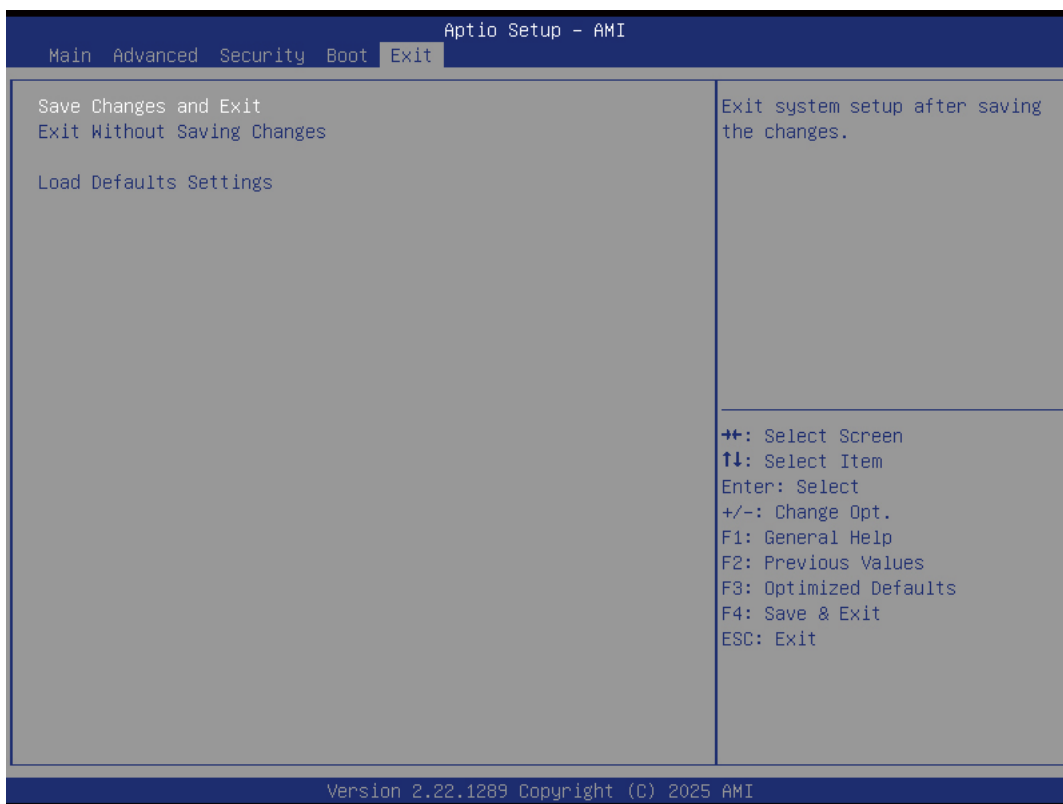 Aptio Setup – AMI
Main Advanced Security Boot Exit
Save Changes and Exit
Exit Without Saving Changes
Load Defaults Settings
Exit system setup after saving
the changes.
→←: Select Screen
↑↓: Select Item
Enter: Select
+/-: Change Opt.
F1: General Help
F2: Previous Values
F3: Optimized Defaults
F4: Save & Exit
ESC: Exit
Version 2.22.1289 Copyright (C) 2025 AMI